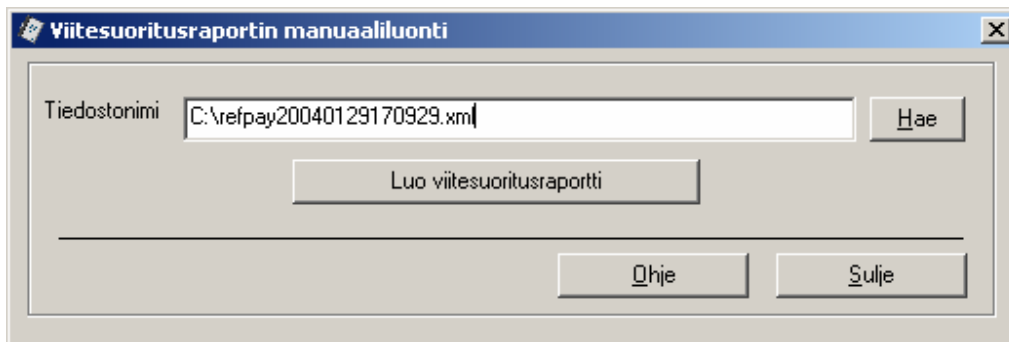 Viitesuoritusraportin manuaaliluonti
Tiedostonimi C:\refpay20040129170929.xml Hae
Luo viitesuoritusraportti
Ohje Sulje